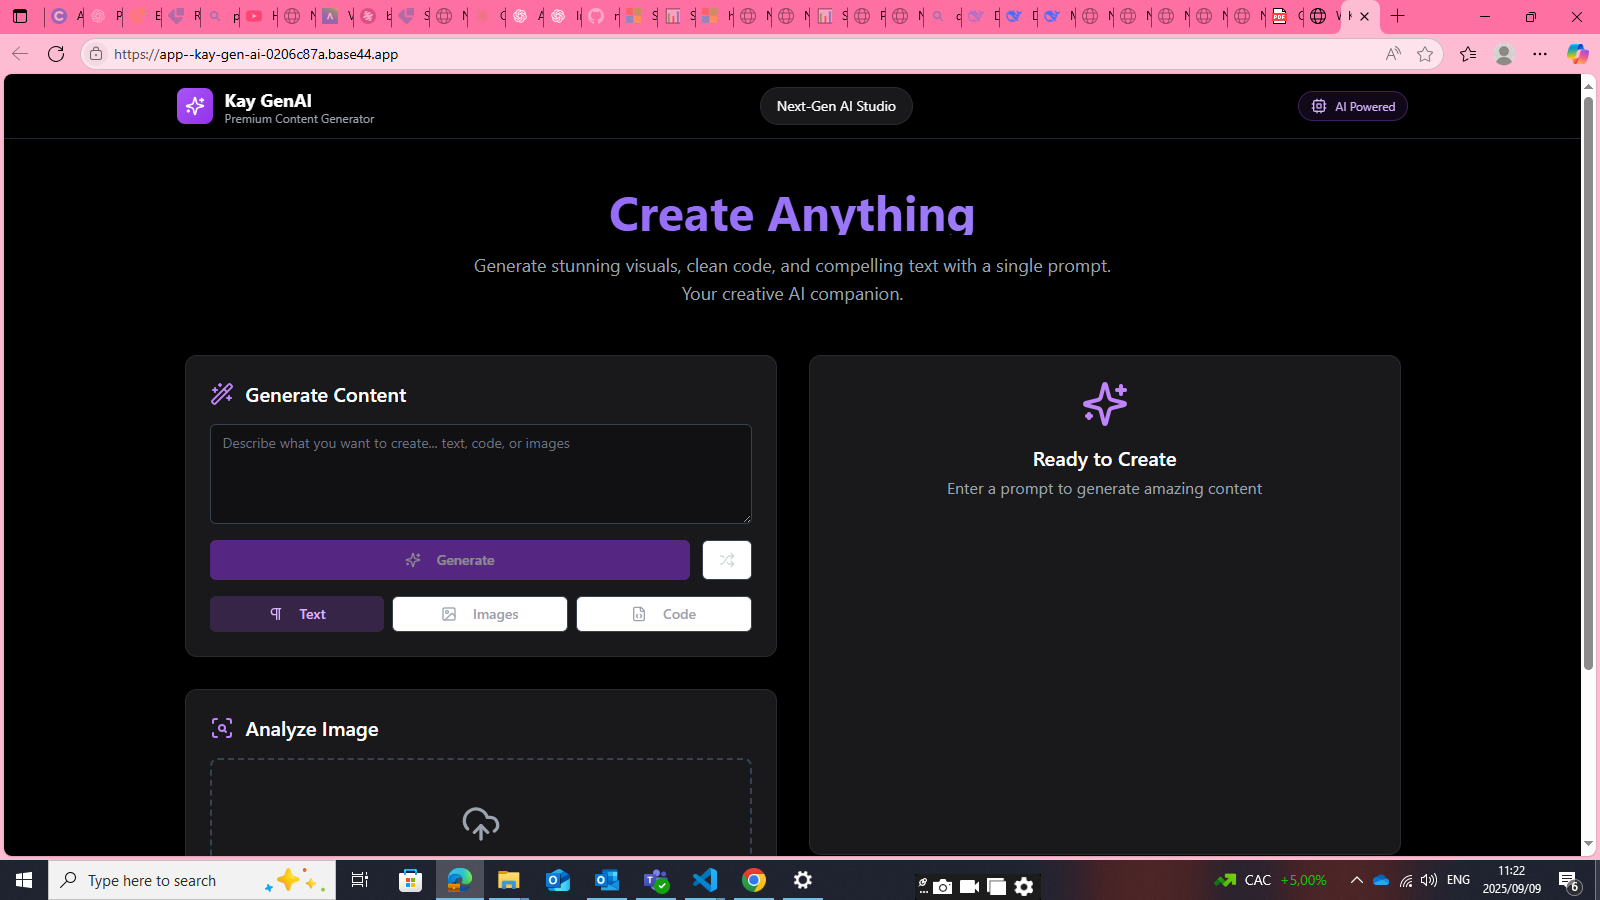 https://app--kay-gen-ai-0206c87a.base44.app
Kay GenAI
Premium Content Generator
Next-Gen AI Studio
AI Powered
Create Anything
Generate stunning visuals, clean code, and compelling text with a single prompt.
Your creative AI companion.
Generate Content
Describe what you want to create... text, code, or images
Generate
Text
Images
Code
Analyze Image
Ready to Create
Enter a prompt to generate amazing content
Type here to search
CAC +5,00%
ENG
11:22
2025/09/09
6